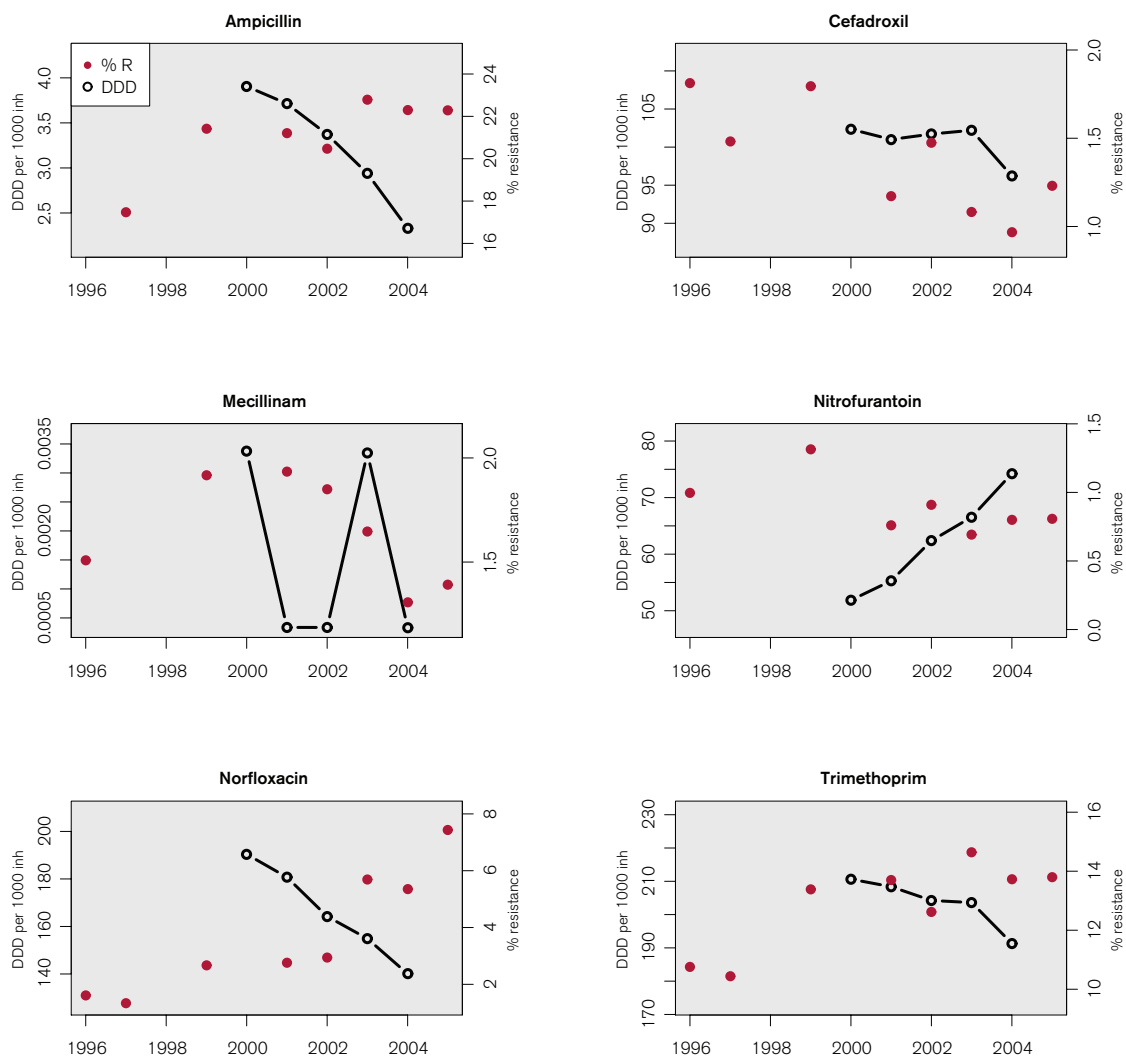 Ampicillin
% R
DDD
DDD per 1000 inh
4.0
3.5
3.0
2.5
24
22
20
18
16
% resistance
1996 1998 2000 2002 2004
Cefadroxil
DDD per 1000 inh
105
95
90
2.0
1.5
1.0
% resistance
1996 1998 2000 2002 2004
Mecillinam
DDD per 1000 inh
0.0035
0.0020
0.0005
2.0
1.5
% resistance
1996 1998 2000 2002 2004
Nitrofurantoin
DDD per 1000 inh
80
70
60
50
1.5
1.0
0.5
0.0
% resistance
1996 1998 2000 2002 2004
Norfloxacin
DDD per 1000 inh
200
180
160
140
8
6
4
2
% resistance
1996 1998 2000 2002 2004
Trimethoprim
DDD per 1000 inh
230
210
190
170
16
14
12
10
% resistance
1996 1998 2000 2002 2004